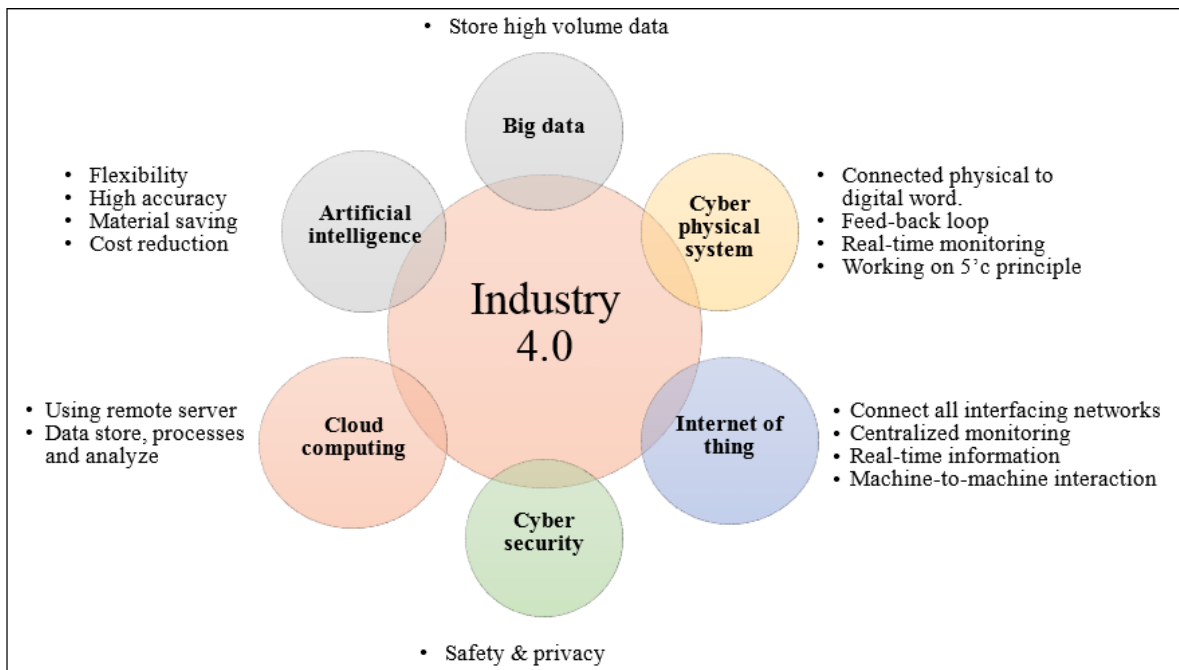 • Store high volume data
Big data
• Flexibility
• High accuracy
• Material saving
• Cost reduction
Artificial
intelligence
Cyber
physical
system
• Connected physical to
digital word.
• Feed-back loop
• Real-time monitoring
• Working on 5’c principle
Industry
4.0
• Using remote server
• Data store, processes
and analyze
Cloud
computing
Internet of
thing
• Connect all interfacing networks
• Centralized monitoring
• Real-time information
• Machine-to-machine interaction
Cyber
security
• Safety & privacy